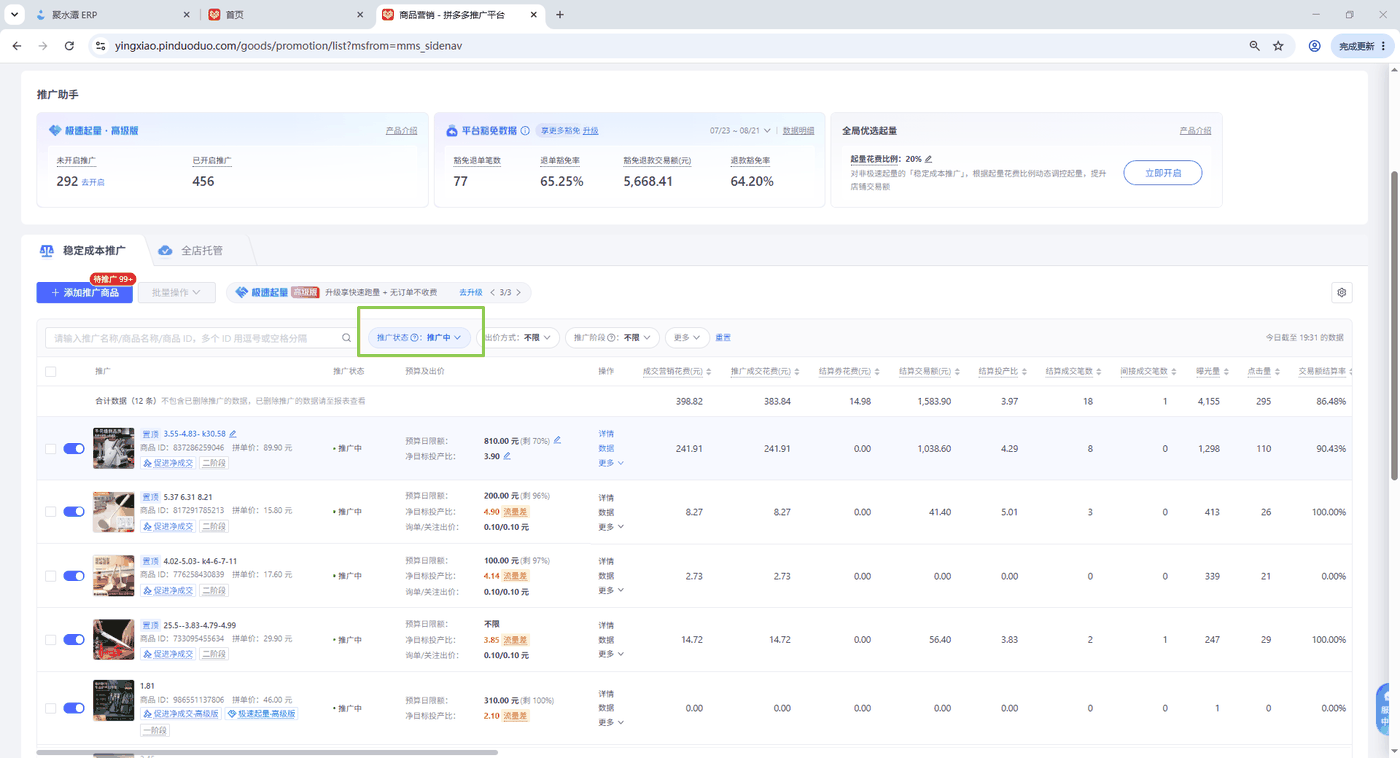 聚水潭 ERP
首页
商品营销 - 拼多多推广平台
yingxiao.pinduoduo.com/goods/promotion/list?msfrom=mms_sidenav
完成更新
推广助手
极速起量 · 高级版
产品介绍
未开启推广
已开启推广
292 去开启
456
平台豁免数据
享更多豁免 升级
07/23 ~ 08/21
数据明细
豁免退单笔数
退单豁免率
豁免退款交易额(元)
退款豁免率
77
65.25%
5,668.41
64.20%
全局优选起量
产品介绍
起量花费比例: 20%
对非极速起量的「稳定成本推广」，根据起量花费比例动态调控起量，提升
店铺交易额
立即开启
稳定成本推广
全店托管
待推广 99+
+ 添加推广商品
批量操作
极速起量 高级版 升级享快速跑量 + 无订单不收费 去升级 < 3/3 >
请输入推广名称/商品名称/商品 ID，多个 ID 用逗号或空格分隔
推广状态: 推广中
出价方式: 不限
推广阶段: 不限
更多
重置
今日截至 19:31 的数据
推广 推广状态 预算及出价 操作 成交营销花费(元) 推广成交花费(元) 结算券花费(元) 结算交易额(元) 结算投产比 结算成交笔数 间接成交笔数 曝光量 点击量 交易额结算率
合计数据（12 条）不包含已删除推广的数据，已删除推广的数据请至报表查看 398.82 383.84 14.98 1,583.90 3.97 18 1 4,155 295 86.48%
置顶 3.55-4.83- k30.58
商品 ID: 837286259046 拼单价: 89.90 元
促进净成交 二阶段
推广中
预算日限额: 810.00 元(剩 70%)
净目标投产比: 3.90
详情
数据
更多
241.91 241.91 0.00 1,038.60 4.29 8 0 1,298 110 90.43%
置顶 5.37 6.31 8.21
商品 ID: 817291785213 拼单价: 15.80 元
促进净成交 二阶段
推广中
预算日限额: 200.00 元(剩 96%)
净目标投产比: 4.90 流量差
询单/关注出价: 0.10/0.10 元
详情
数据
更多
8.27 8.27 0.00 41.40 5.01 3 0 413 26 100.00%
置顶 4.02-5.03- k4-6-7-11
商品 ID: 776258430839 拼单价: 17.60 元
促进净成交 二阶段
推广中
预算日限额: 100.00 元(剩 97%)
净目标投产比: 4.14 流量差
询单/关注出价: 0.10/0.10 元
详情
数据
更多
2.73 2.73 0.00 0.00 0.00 0 0 339 21 0.00%
置顶 25.5--3.83-4.79-4.99
商品 ID: 733095455634 拼单价: 29.90 元
促进净成交 二阶段
推广中
预算日限额: 不限
净目标投产比: 3.85 流量差
询单/关注出价: 0.10/0.10 元
详情
数据
更多
14.72 14.72 0.00 56.40 3.83 2 1 247 29 100.00%
1.81
商品 ID: 986551137806 拼单价: 46.00 元
促进净成交·高级版 极速起量·高级版
一阶段
推广中
预算日限额: 310.00 元(剩 100%)
净目标投产比: 2.10 流量差
详情
数据
更多
0.00 0.00 0.00 0.00 0.00 0 0 1 0 0.00%